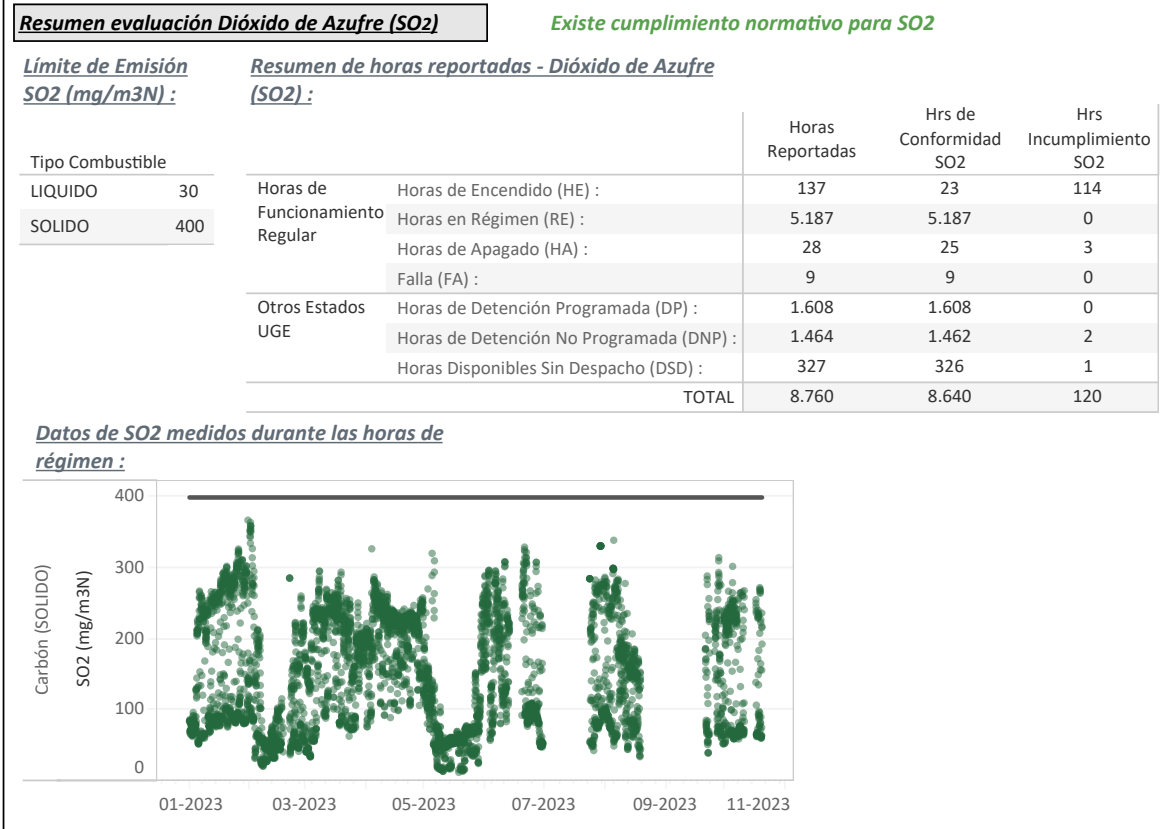 Resumen evaluación Dióxido de Azufre (SO2)
Existe cumplimiento normativo para SO2
Límite de Emisión
SO2 (mg/m3N) :
Resumen de horas reportadas - Dióxido de Azufre
(SO2) :
Tipo Combustible
LIQUIDO 30
SOLIDO 400
Horas
Reportadas
Hrs de
Conformidad
SO2
Hrs
Incumplimiento
SO2
Horas de
Funcionamiento
Regular
Horas de Encendido (HE) : 137 23 114
Horas en Régimen (RE) : 5.187 5.187 0
Horas de Apagado (HA) : 28 25 3
Falla (FA) : 9 9 0
Otros Estados
UGE
Horas de Detención Programada (DP) : 1.608 1.608 0
Horas de Detención No Programada (DNP) : 1.464 1.462 2
Horas Disponibles Sin Despacho (DSD) : 327 326 1
TOTAL 8.760 8.640 120
Datos de SO2 medidos durante las horas de
régimen :
Carbón (SOLIDO)
SO2 (mg/m3N)
400
300
200
100
0
01-2023 03-2023 05-2023 07-2023 09-2023 11-2023